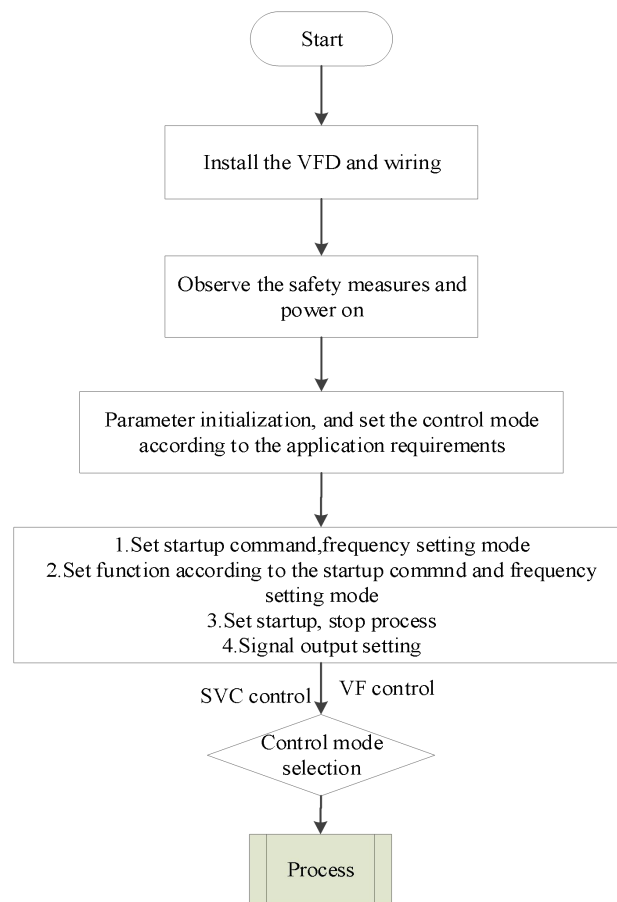 Start
Install the VFD and wiring
Observe the safety measures and
power on
Parameter initialization, and set the control mode
according to the application requirements
1.Set startup command,frequency setting mode
2.Set function according to the startup commnd and frequency
setting mode
3.Set startup, stop process
4.Signal output setting
SVC control
VF control
Control mode
selection
Process